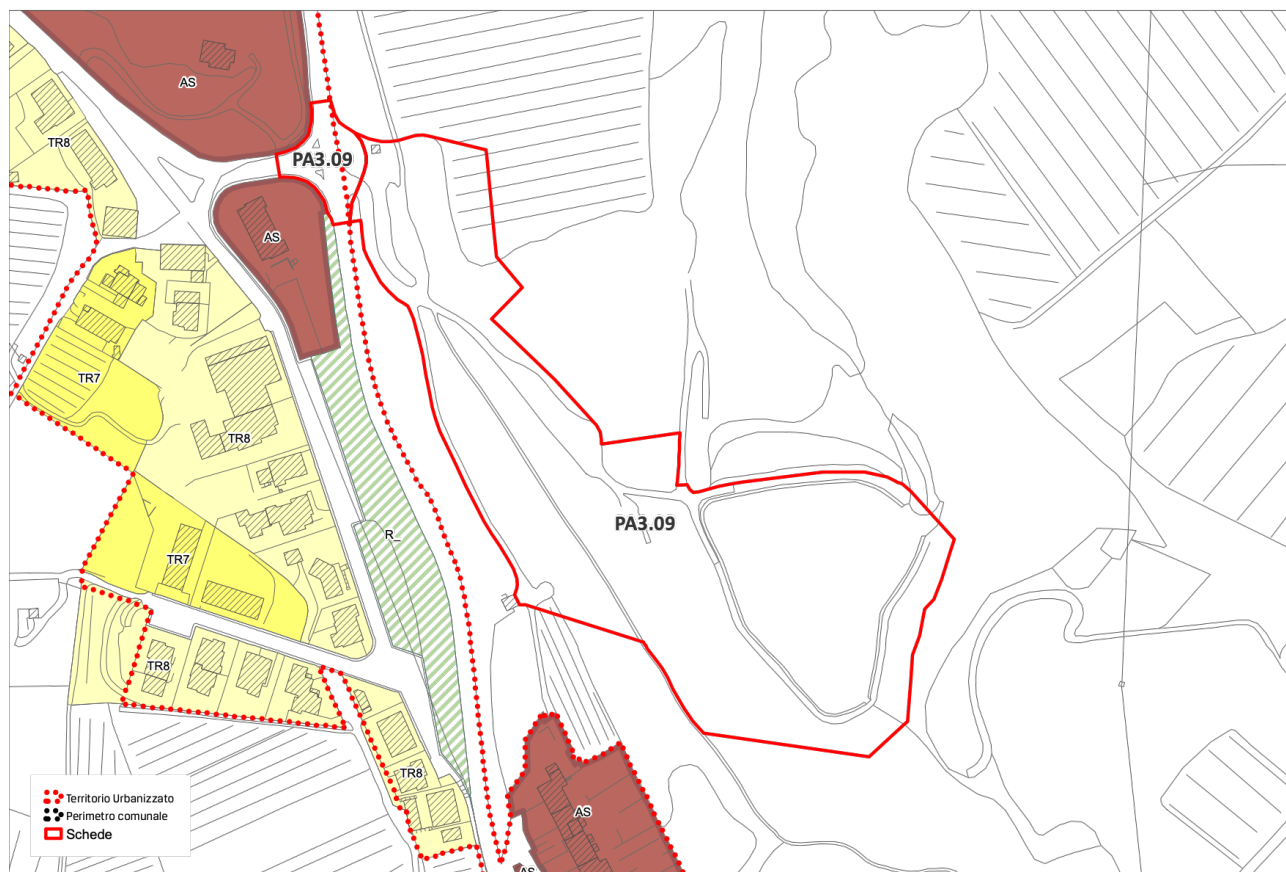 AS
TR8
PA3.09
AS
TR7
TR8
PA3.09
R_
TR7
TR8
TR8
AS
AS
Territorio Urbanizzato
Perimetro comunale
Schede